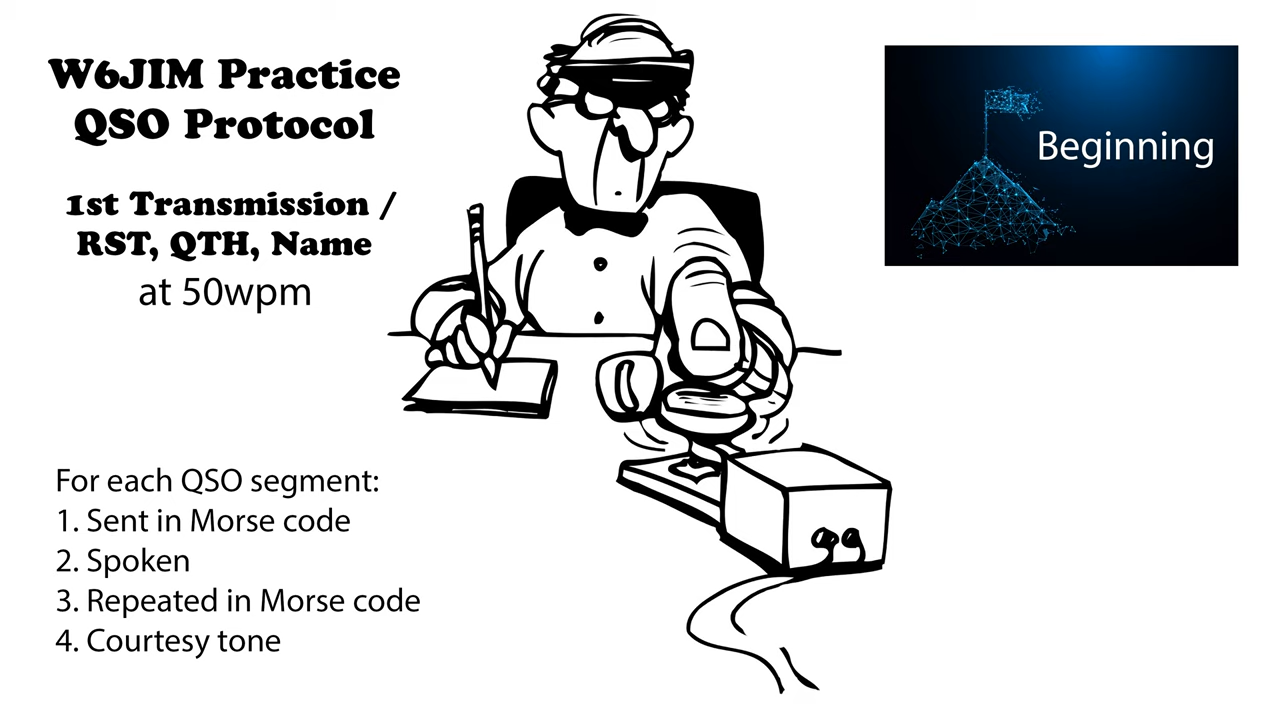 W6JIM Practice
QSO Protocol
1st Transmission /
RST, QTH, Name
at 50wpm
Beginning
For each QSO segment:
1. Sent in Morse code
2. Spoken
3. Repeated in Morse code
4. Courtesy tone